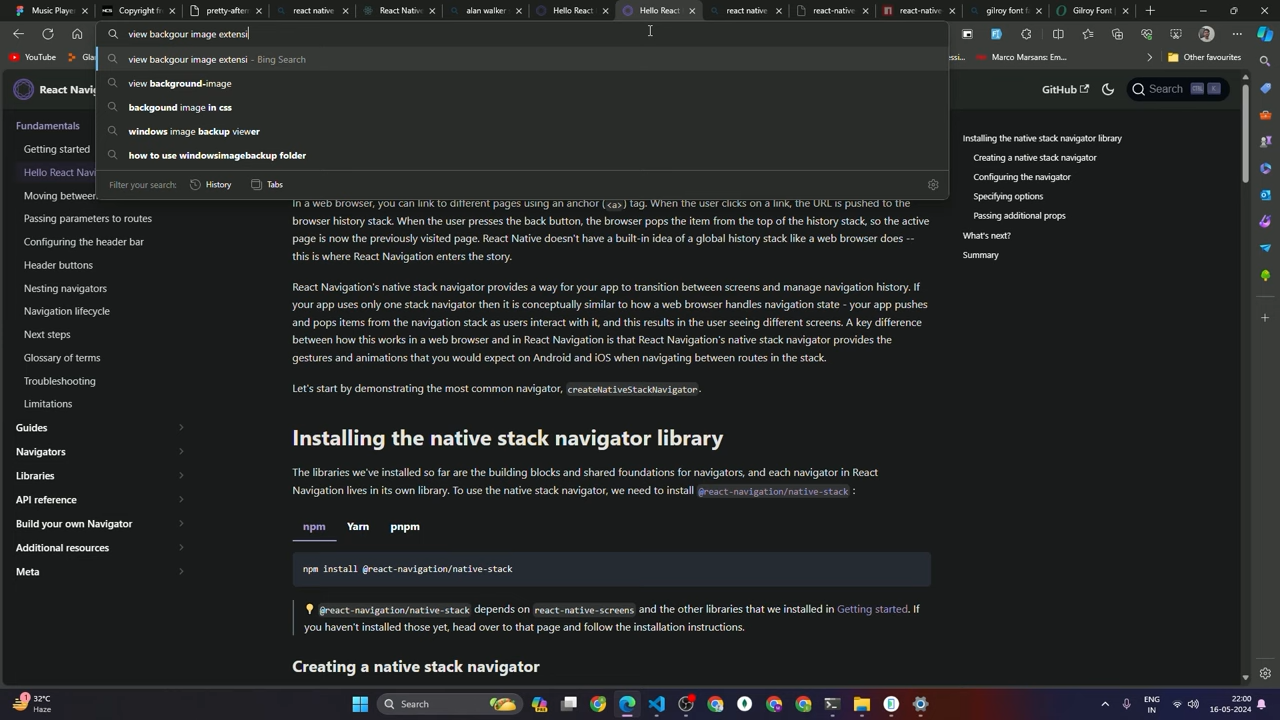 Music Player
Copyright fr
pretty-after
react native
React Native
alan walker
Hello React
Hello React
react native
react-native
react-native
gilroy font
Gilroy Font
view backgour image extensi
YouTube
Marco Marsans: Em...
Other favourites
view backgour image extensi - Bing Search
view background-image
backgound image in css
windows image backup viewer
how to use windowsimagebackup folder
Filter your search:
History
Tabs
React Navig
GitHub
Search
Fundamentals
Getting started
Hello React Navi
Moving between
Passing parameters to routes
Configuring the header bar
Header buttons
Nesting navigators
Navigation lifecycle
Next steps
Glossary of terms
Troubleshooting
Limitations
Guides
Navigators
Libraries
API reference
Build your own Navigator
Additional resources
Meta
In a web browser, you can link to different pages using an anchor (<a>) tag. When the user clicks on a link, the URL is pushed to the
browser history stack. When the user presses the back button, the browser pops the item from the top of the history stack, so the active
page is now the previously visited page. React Native doesn't have a built-in idea of a global history stack like a web browser does --
this is where React Navigation enters the story.
React Navigation's native stack navigator provides a way for your app to transition between screens and manage navigation history. If
your app uses only one stack navigator then it is conceptually similar to how a web browser handles navigation state - your app pushes
and pops items from the navigation stack as users interact with it, and this results in the user seeing different screens. A key difference
between how this works in a web browser and in React Navigation is that React Navigation's native stack navigator provides the
gestures and animations that you would expect on Android and iOS when navigating between routes in the stack.
Let's start by demonstrating the most common navigator, createNativeStackNavigator.
Installing the native stack navigator library
The libraries we've installed so far are the building blocks and shared foundations for navigators, and each navigator in React
Navigation lives in its own library. To use the native stack navigator, we need to install @react-navigation/native-stack :
npm
Yarn
pnpm
npm install @react-navigation/native-stack
@react-navigation/native-stack depends on react-native-screens and the other libraries that we installed in Getting started. If
you haven't installed those yet, head over to that page and follow the installation instructions.
Creating a native stack navigator
Installing the native stack navigator library
Creating a native stack navigator
Configuring the navigator
Specifying options
Passing additional props
What's next?
Summary
1
32°C
Haze
Search
ENG
IN
22:00
16-05-2024